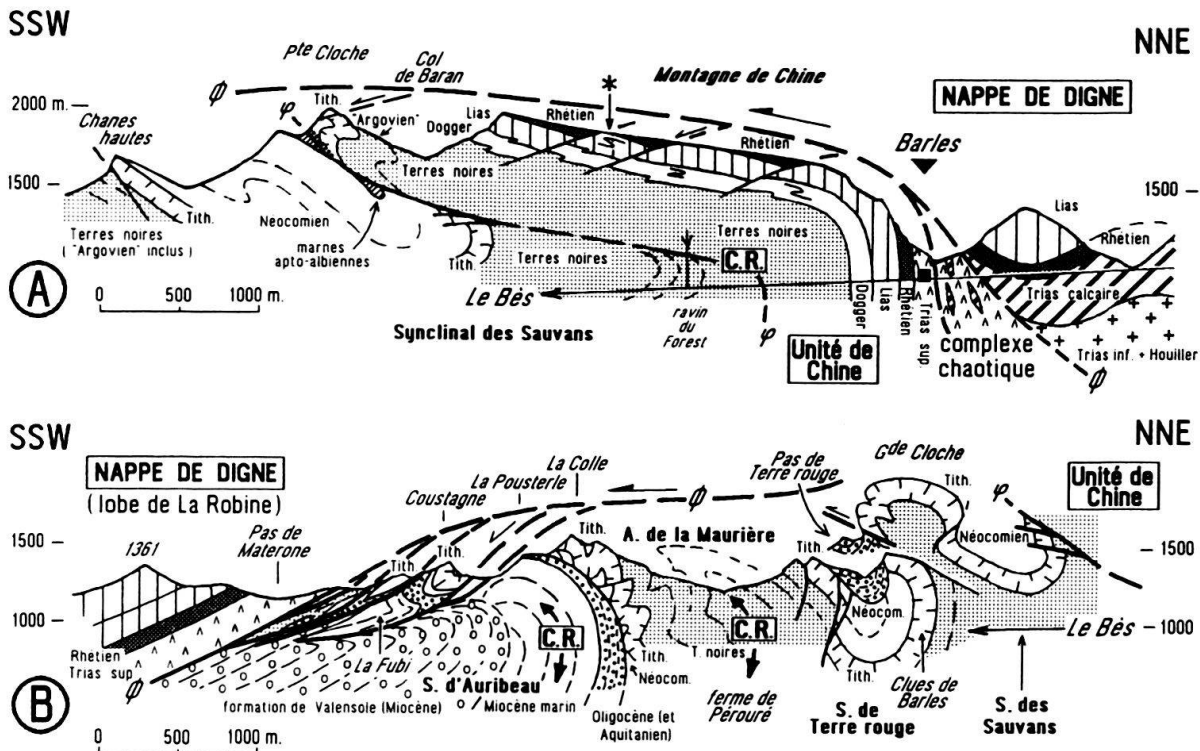 SSW
NNE
Pte Cloche
Col
de Baran
*
Montagne de Chine
NAPPE DE DIGNE
2000 m.
Chanes
hautes
ϕ
φ
Tith.
"Argovien"
Dogger
Lias
Rhétien
Rhétien
Barles
1500
1500
Terres noires
Lias
Rhétien
Tith.
Néocomien
Terres noires
("Argovien" inclus)
marnes
apto-albiennes
Tith.
Terres noires
Terres noires
C.R.
Trias calcaire
A
0 500 1000 m.
Le Bès
Synclinal des Sauvans
ravin
du
Forest
φ
Dogger
Lias
Rhétien
Trias sup.
Unité de
Chine
complexe
chaotique
Trias inf. + Houiller
ϕ
SSW
NNE
NAPPE DE DIGNE
(lobe de La Robine)
Coustagne
La Pousterle
La Colle
ϕ
Pas de
Terre rouge
Gde Cloche
Tith.
φ
Unité de
Chine
1500
1361
Pas de
Materone
Tith.
Tith.
A. de la Maurière
Tith.
Néocomien
1500
1000
C.R.
C.R.
Néocom.
Le Bès
1000
Rhétien
Trias sup
La Fubi
S. d'Auribeau
Tith.
Néocom.
T. noires
Tith.
ϕ
B
formation de Valensole (Miocène)
Miocène marin
Oligocène (et
Aquitanien)
ferme de
Pérouré
S. de
Terre rouge
Clues de
Barles
S. des
Sauvans
0 500 1000 m.